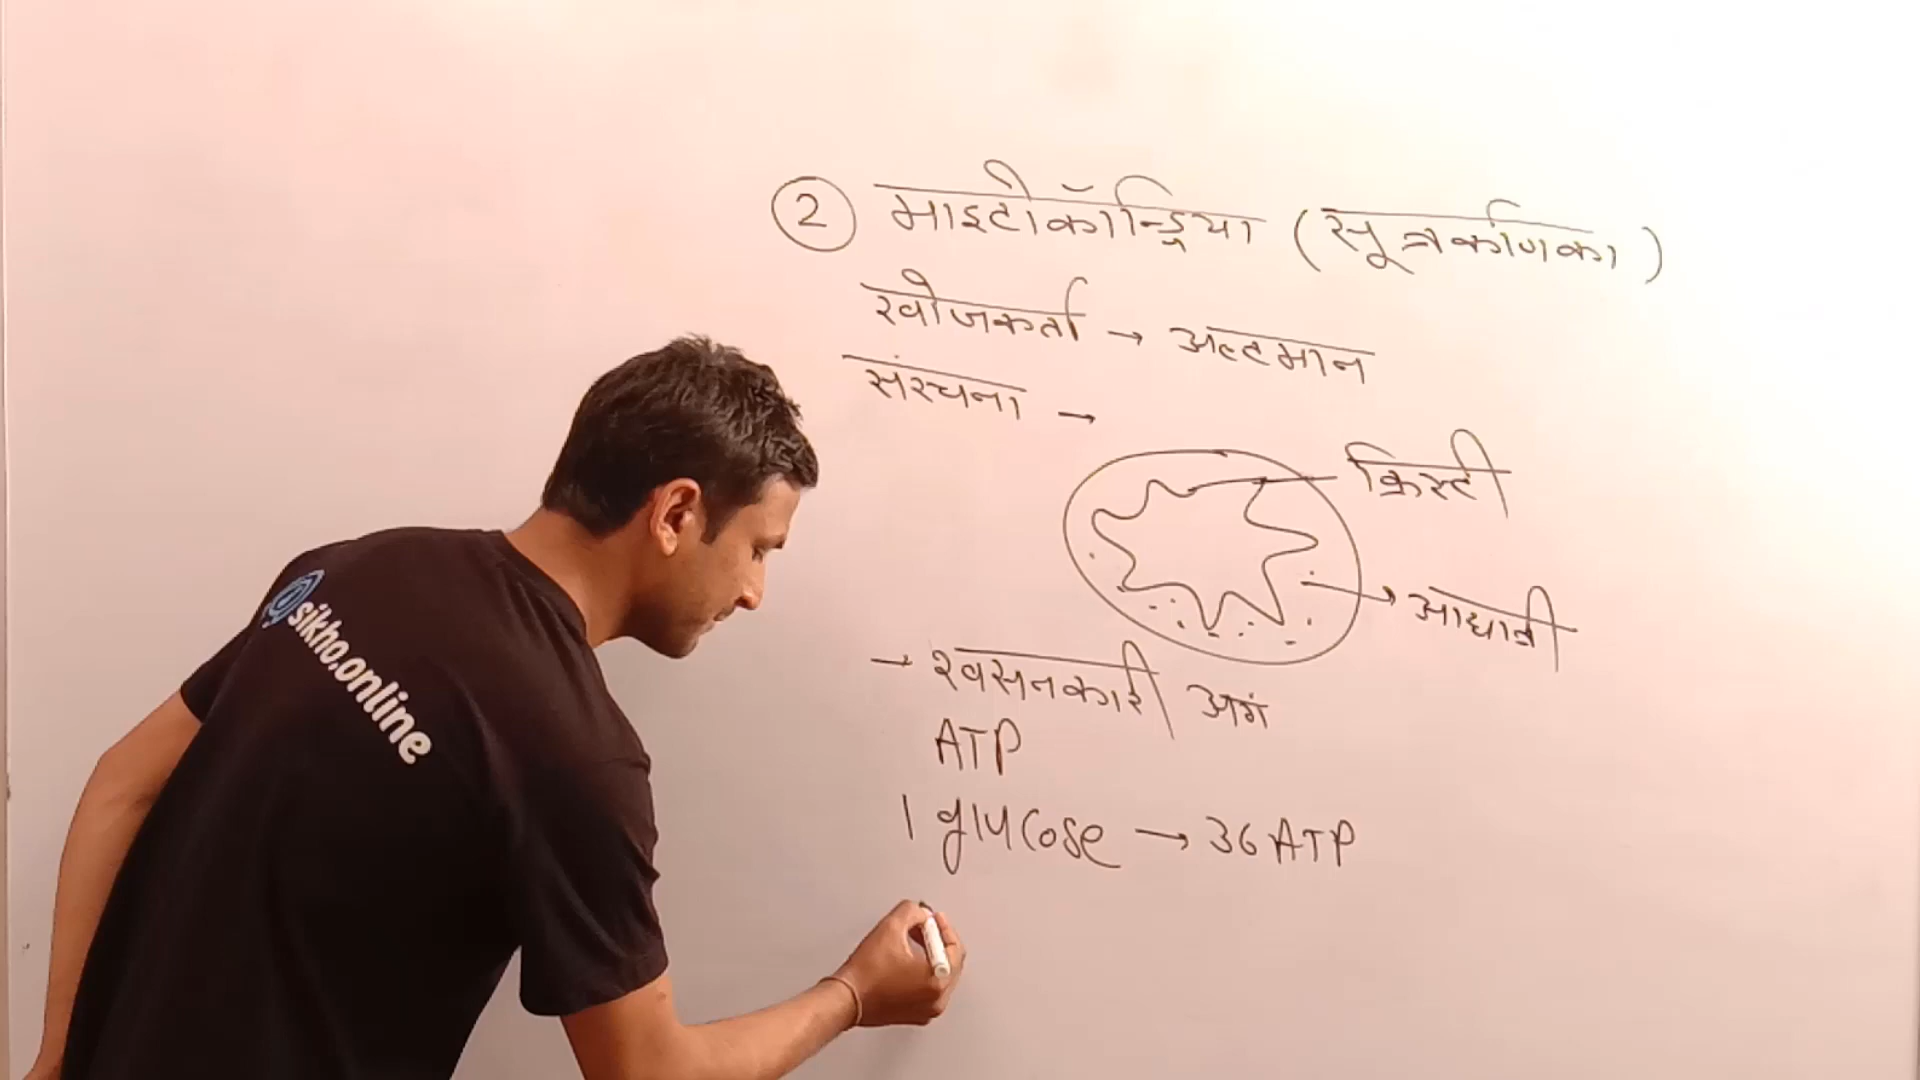 ② माइटोकॉन्ड्रिया (सूत्रकणिका)
खोजकर्ता → अल्टमान
संरचना →
क्रिस्टी
आधात्री
→ श्वसनकारी अंग
ATP
1 glucose → 36 ATP
sikho.online